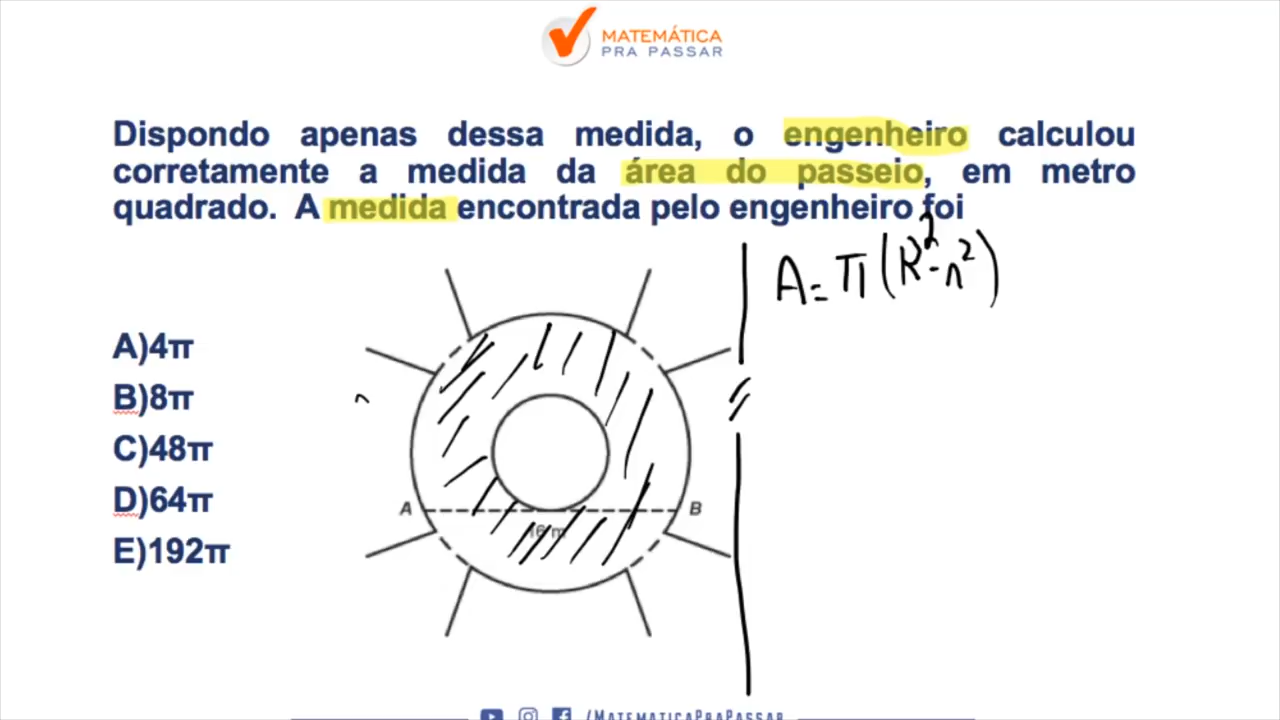 MATEMÁTICA
PRA PASSAR
Dispondo apenas dessa medida, o engenheiro calculou
corretamente a medida da área do passeio, em metro
quadrado. A medida encontrada pelo engenheiro foi
A = π (R² - r²)
A)4π
B)8π
C)48π
D)64π
E)192π
A
B
16 m
/MATEMATICAPRAPASSAR